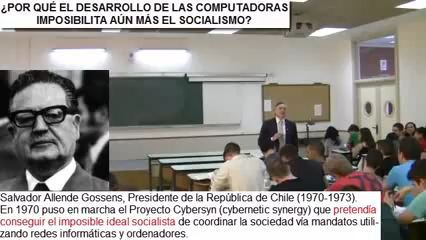 ¿POR QUÉ EL DESARROLLO DE LAS COMPUTADORAS
IMPOSIBILITA AÚN MÁS EL SOCIALISMO?
Salvador Allende Gossens, Presidente de la República de Chile (1970-1973).
En 1970 puso en marcha el Proyecto Cybersyn (cybernetic synergy) que pretendía
conseguir el imposible ideal socialista de coordinar la sociedad vía mandatos utili-
zando redes informáticas y ordenadores.